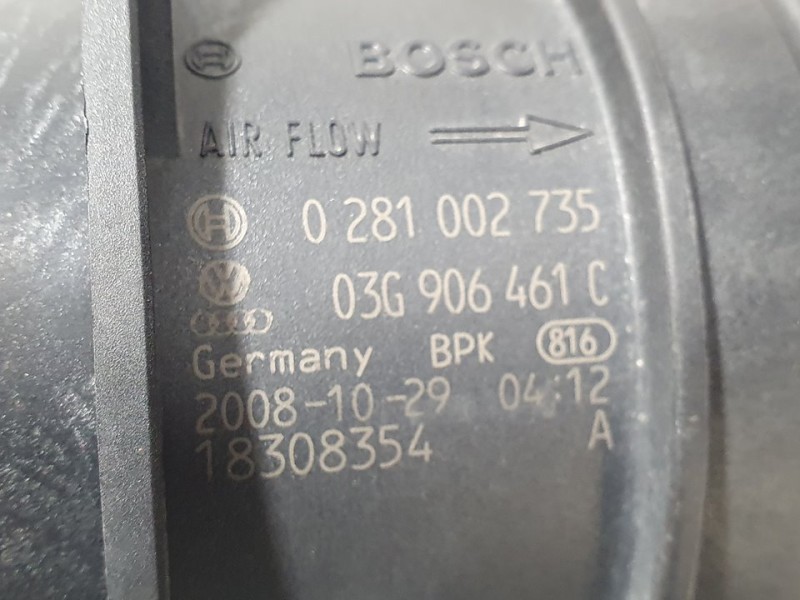 BOSCH
AIR FLOW
0 281 002 735
03G 906 461 C
Germany BPK 816
2008-10-29 04:12
18308354 A